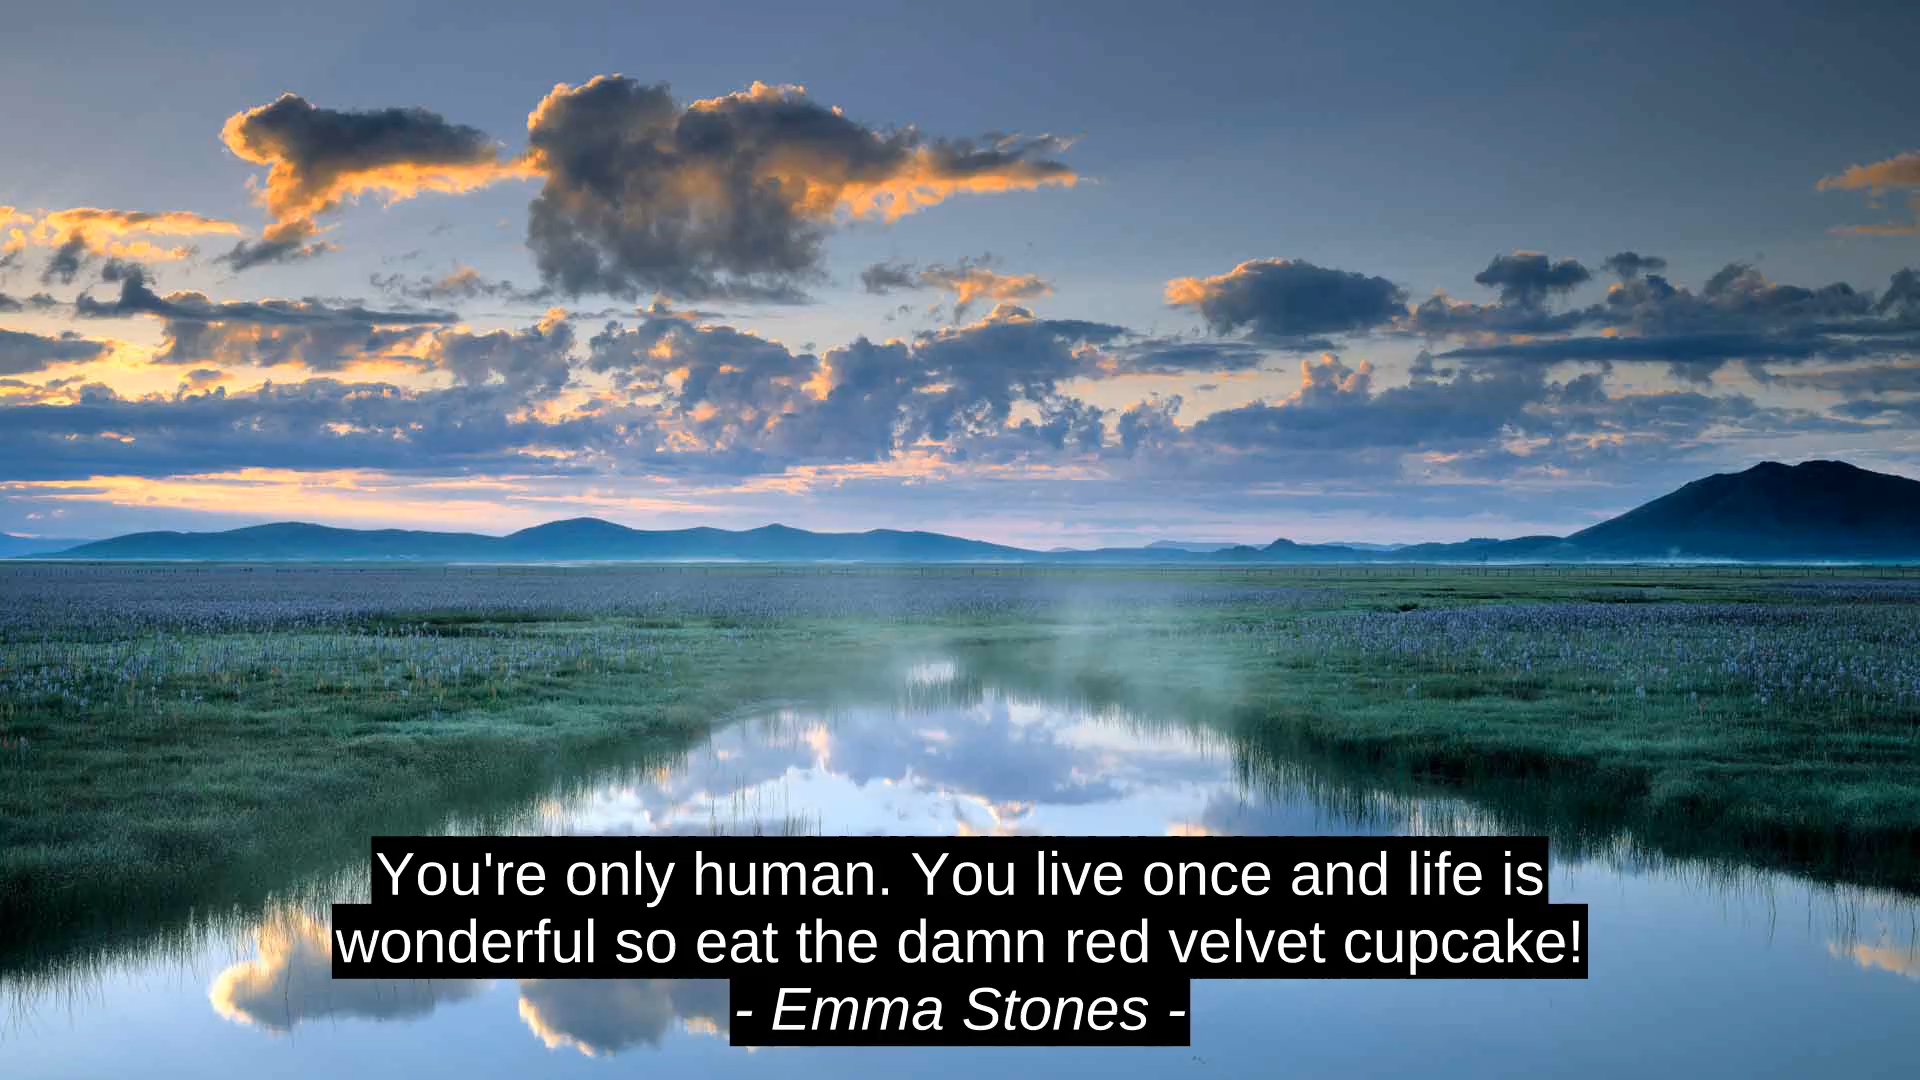 You're only human. You live once and life is
wonderful so eat the damn red velvet cupcake!
- Emma Stones -